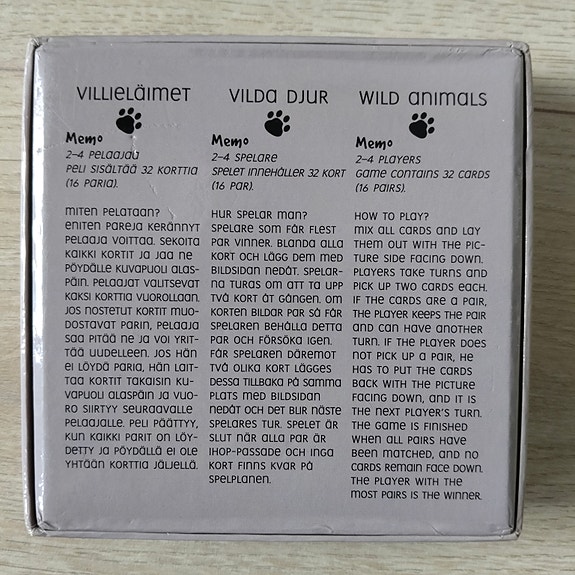 VILLIELÄIMET
Memo
2–4 PELAAJAA
PELI SISÄLTÄÄ 32 KORTTIA
(16 PARIA).
MITEN PELATAAN?
ENITEN PAREJA KERÄNNYT
PELAAJA VOITTAA. SEKOITA
KAIKKI KORTIT JA JAA NE
PÖYDÄLLE KUVAPUOLI ALAS-
PÄIN. PELAAJAT VALITSEVAT
KAKSI KORTTIA VUOROLLAAN.
JOS NOSTETUT KORTIT MUO-
DOSTAVAT PARIN, PELAAJA
SAA PITÄÄ NE JA VOI YRIT-
TÄÄ UUDELLEEN. JOS HÄN
EI LÖYDÄ PARIA, HÄN LAIT-
TAA KORTIT TAKAISIN KU-
VAPUOLI ALASPÄIN JA VUO-
RO SIIRTYY SEURAAVALLE
PELAAJALLE. PELI PÄÄTTYY,
KUN KAIKKI PARIT ON LÖY-
DETTY JA PÖYDÄLLÄ EI OLE
YHTÄÄN KORTTIA JÄLJELLÄ.
VILDA DJUR
Memo
2–4 SPELARE
SPELET INNEHÅLLER 32 KORT
(16 PAR).
HUR SPELAR MAN?
SPELARE SOM FÅR FLEST
PAR VINNER. BLANDA ALLA
KORT OCH LÄGG DEM MED
BILDSIDAN NEDÅT. SPELAR-
NA TURAS OM ATT TA UPP
TVÅ KORT ÅT GÅNGEN. OM
KORTEN BILDAR PAR SÅ FÅR
SPELAREN BEHÅLLA DETTA
PAR OCH FÖRSÖKA IGEN.
FÅR SPELAREN DÄREMOT
TVÅ OLIKA KORT LÄGGES
DESSA TILLBAKA PÅ SAMMA
PLATS MED BILDSIDAN
NEDÅT OCH DET BLIR NÄSTE
SPELARES TUR. SPELET ÄR
SLUT NÄR ALLA PAR ÄR
IHOP-PASSADE OCH INGA
KORT FINNS KVAR PÅ
SPELPLANEN.
WILD ANIMALS
Memo
2–4 PLAYERS
GAME CONTAINS 32 CARDS
(16 PAIRS).
HOW TO PLAY?
MIX ALL CARDS AND LAY
THEM OUT WITH THE PIC-
TURE SIDE FACING DOWN.
PLAYERS TAKE TURNS AND
PICK UP TWO CARDS EACH.
IF THE CARDS ARE A PAIR,
THE PLAYER KEEPS THE PAIR
AND CAN HAVE ANOTHER
TURN. IF THE PLAYER DOES
NOT PICK UP A PAIR, HE
HAS TO PUT THE CARDS
BACK WITH THE PICTURE
FACING DOWN, AND IT IS
THE NEXT PLAYER'S TURN.
THE GAME IS FINISHED
WHEN ALL PAIRS HAVE
BEEN MATCHED, AND NO
CARDS REMAIN FACE DOWN.
THE PLAYER WITH THE
MOST PAIRS IS THE WINNER.